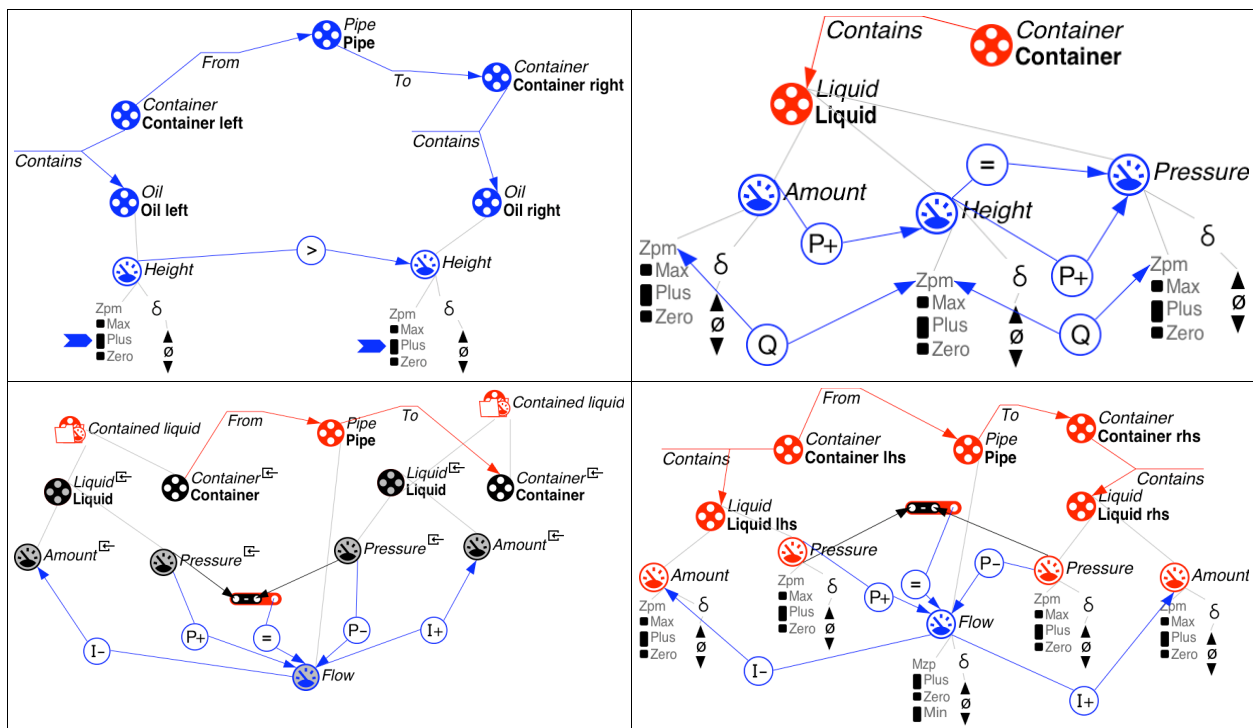 Pipe
Pipe
From
To
Container
Container right
Container
Container left
Contains
Contains
Oil
Oil left
Oil
Oil right
>
Height
Height
Zpm
δ
Max
Plus
Zero
ø
Zpm
δ
Max
Plus
Zero
ø
Contains
Container
Container
Liquid
Liquid
=
Pressure
Amount
Height
P+
P+
δ
Zpm
Max
Plus
Zero
δ
ø
Zpm
Max
Plus
Zero
δ
ø
Zpm
Max
Plus
Zero
ø
Q
Q
Contained liquid
From
Pipe
Pipe
To
Contained liquid
Liquid
Liquid
Container
Container
Liquid
Liquid
Container
Container
Amount
Pressure
Pressure
Amount
- =
P+
=
P-
I+
I-
Flow
From
To
Pipe
Pipe
Container
Container rhs
Contains
Container
Container lhs
Contains
Liquid
Liquid lhs
Liquid
Liquid rhs
- =
Pressure
Amount
P+
=
P-
Pressure
Amount
Zpm
δ
Max
Plus
Zero
ø
Zpm
δ
Max
Plus
Zero
ø
Flow
Zpm
δ
Max
Plus
Zero
ø
Zpm
δ
Max
Plus
Zero
ø
I-
I+
Mzp
δ
Plus
Zero
Min
ø